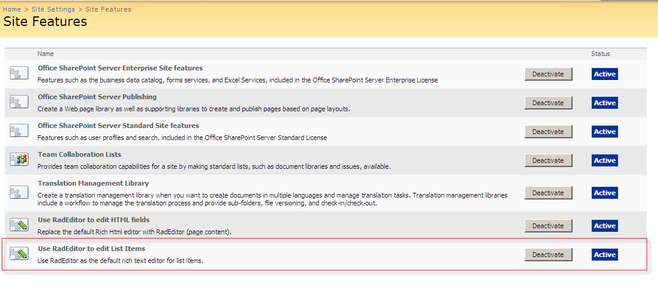 Home > Site Settings > Site Features
Site Features
Name Status
Office SharePoint Server Enterprise Site features
Features such as the business data catalog, forms services, and Excel Services, included in the Office SharePoint Server Enterprise License
Deactivate Active
Office SharePoint Server Publishing
Create a Web page library as well as supporting libraries to create and publish pages based on page layouts.
Deactivate Active
Office SharePoint Server Standard Site features
Features such as user profiles and search, included in the Office SharePoint Server Standard License
Deactivate Active
Team Collaboration Lists
Provides team collaboration capabilities for a site by making standard lists, such as document libraries and issues, available.
Deactivate Active
Translation Management Library
Create a translation management library when you want to create documents in multiple languages and manage translation tasks. Translation management libraries
include a workflow to manage the translation process and provide sub-folders, file versioning, and check-in/check-out.
Deactivate Active
Use RadEditor to edit HTML fields
Replace the default Rich Html editor with RadEditor (page content).
Deactivate Active
Use RadEditor to edit List Items
Use RadEditor as the default rich text editor for list items.
Deactivate Active